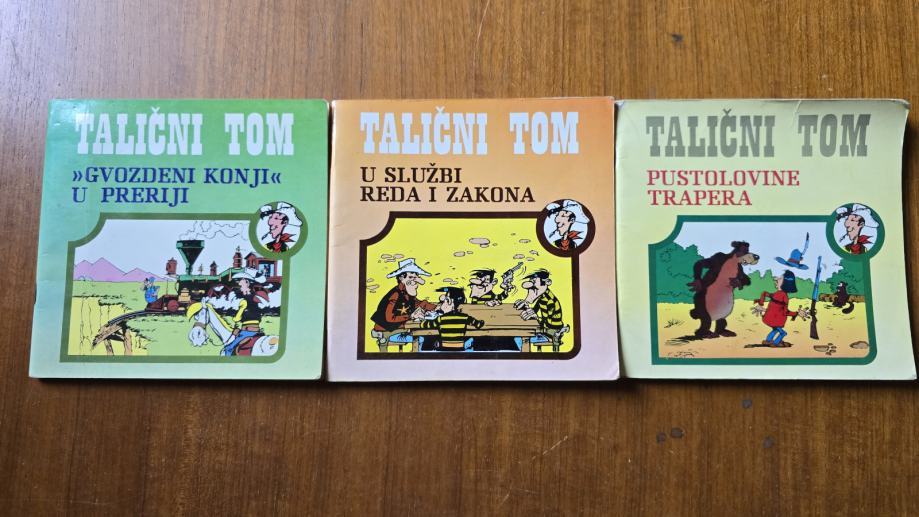 TALIČNI TOM
»GVOZDENI KONJI«
U PRERIJI
TALIČNI TOM
U SLUŽBI
REDA I ZAKONA
TALIČNI TOM
PUSTOLOVINE
TRAPERA